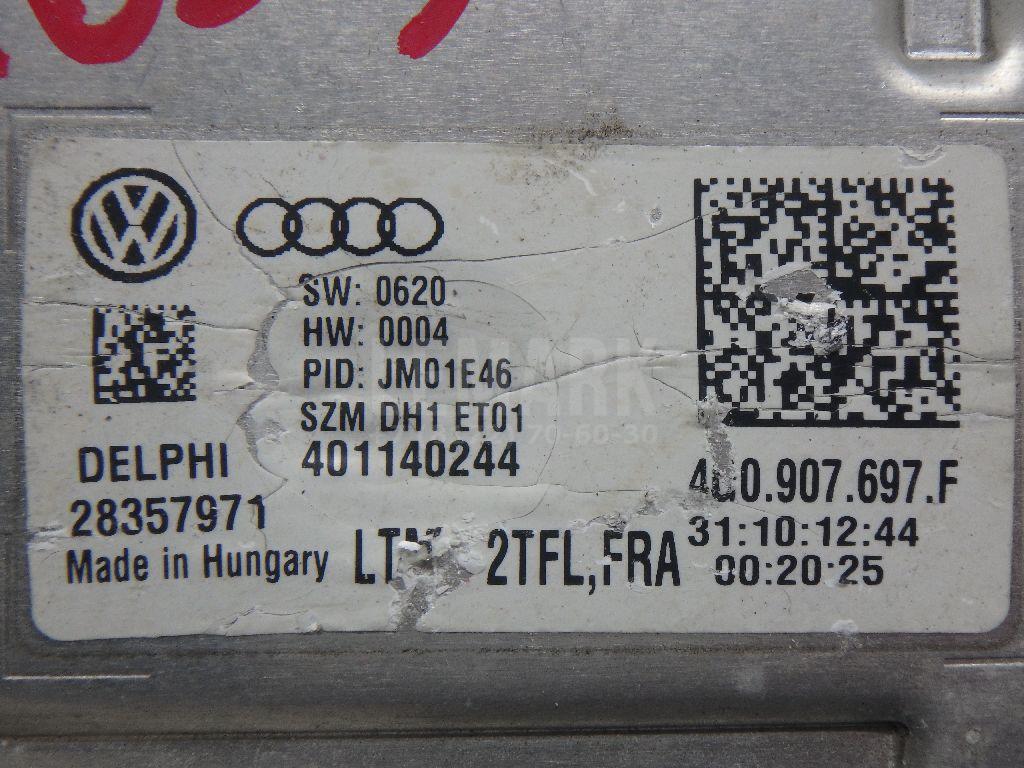 SW: 0620
HW: 0004
PID: JM01E46
SZM DH1 ET01
401140244
DELPHI
28357971
Made in Hungary
2TFL,FRA
4G0.907.697.F
31:10:12:44
00:20:25